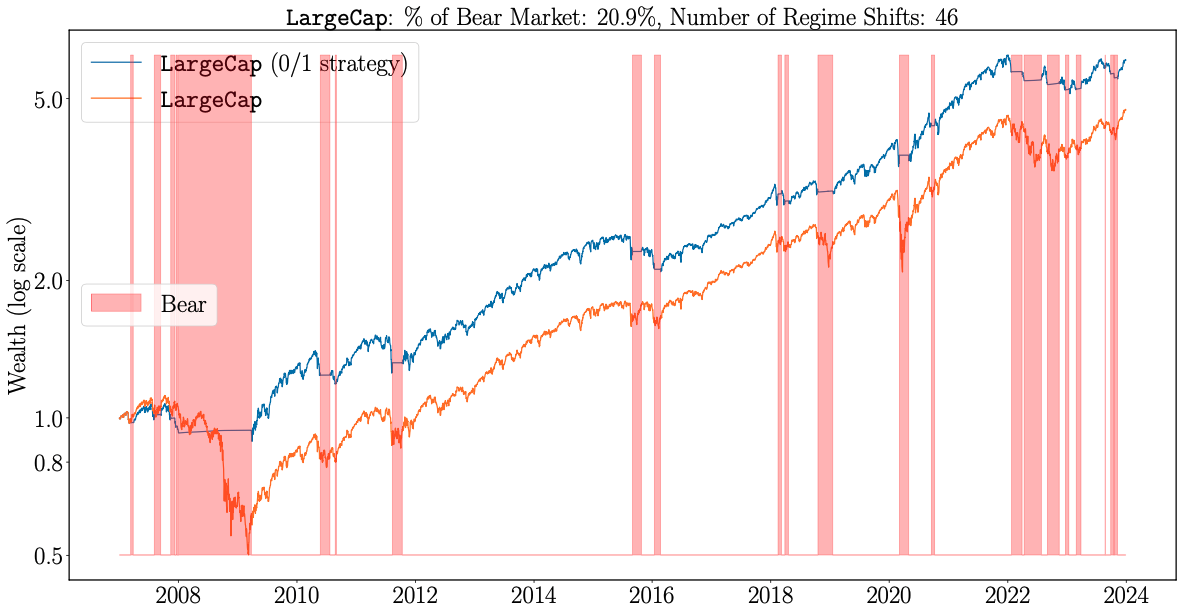 LargeCap: % of Bear Market: 20.9%, Number of Regime Shifts: 46
LargeCap (0/1 strategy)
LargeCap
Bear
Wealth (log scale)
5.0
2.0
1.0
0.8
0.5
2008 2010 2012 2014 2016 2018 2020 2022 2024